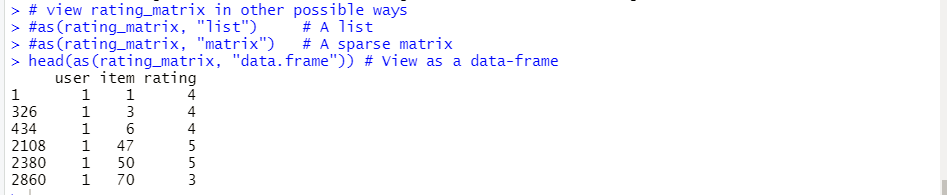 > # view rating_matrix in other possible ways
> #as(rating_matrix, "list")     # A list
> #as(rating_matrix, "matrix")   # A sparse matrix
> head(as(rating_matrix, "data.frame")) # View as a data-frame
     user item rating
1       1    1      4
326     1    3      4
434     1    6      4
2108    1   47      5
2380    1   50      5
2860    1   70      3